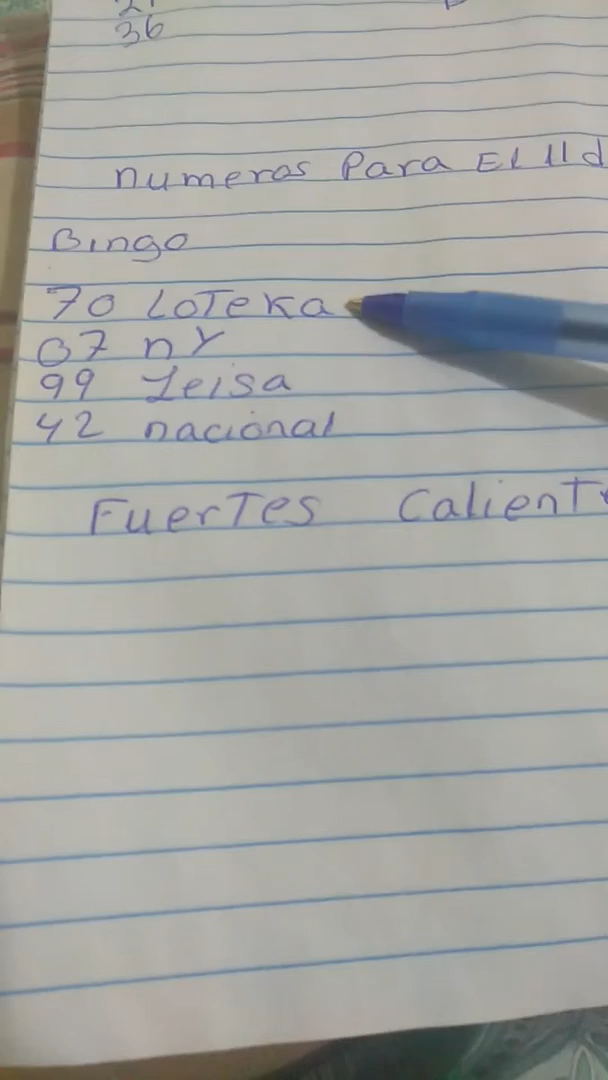 36
numeros Para El 11 d
Bingo
70 LoTeKa
07 nY
99 Leisa
42 nacional
FuerTes Calient